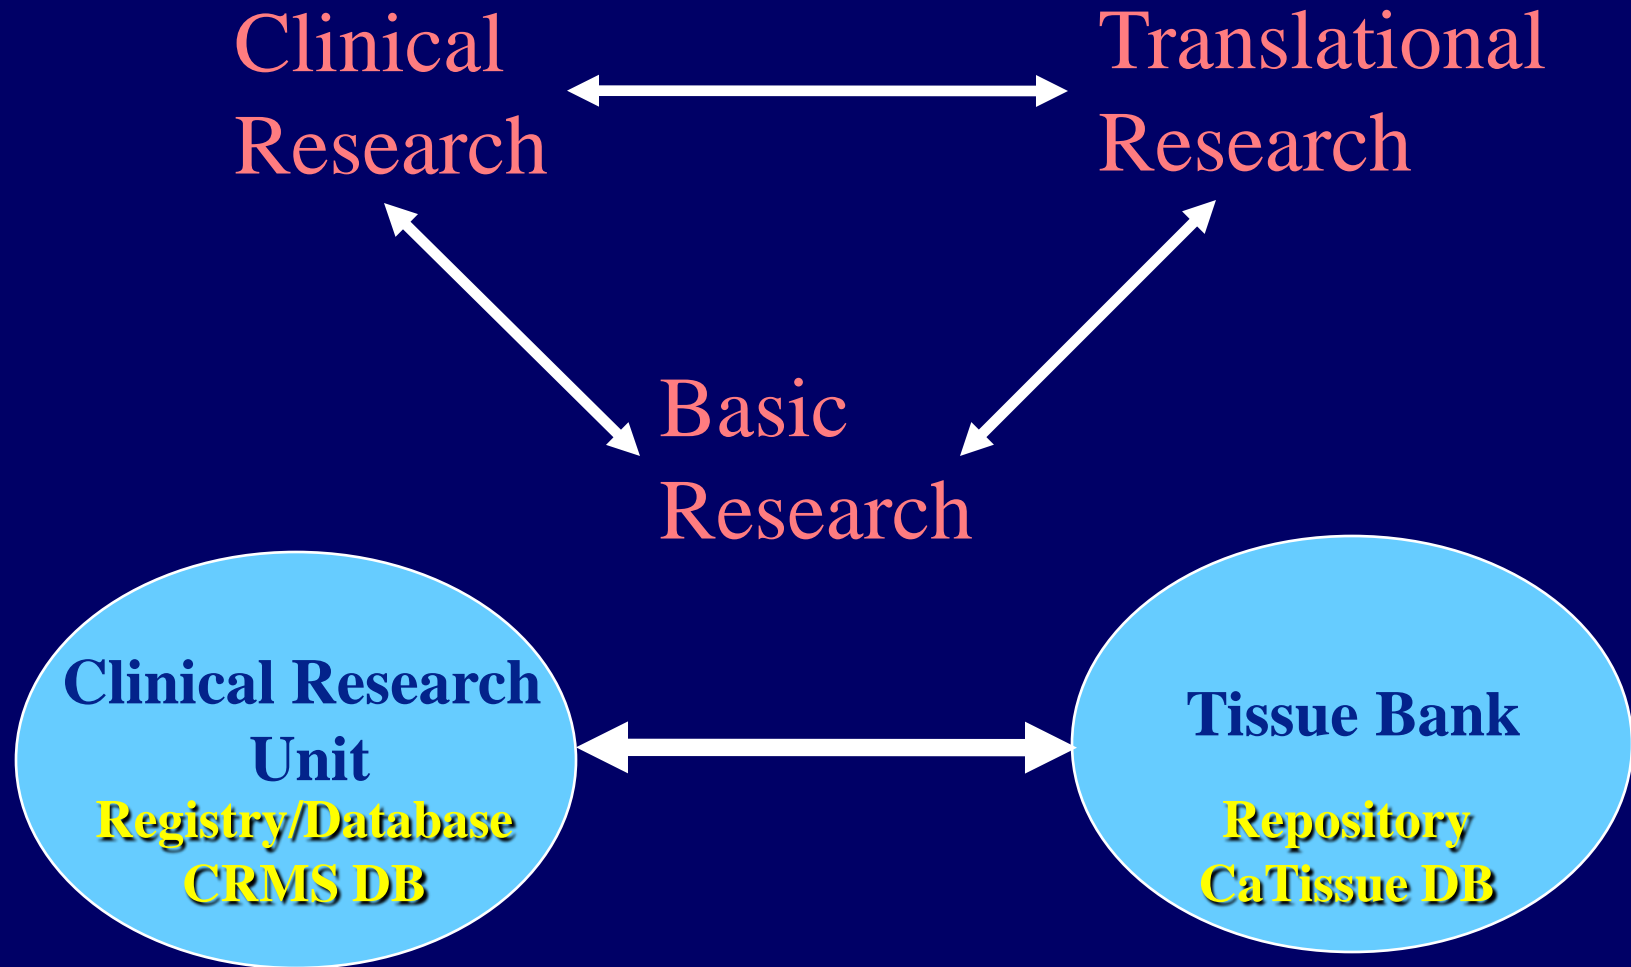 Clinical
Research
Translational
Research
Basic
Research
Clinical Research
Unit
Registry/Database
CRMS DB
Tissue Bank
Repository
CaTissue DB